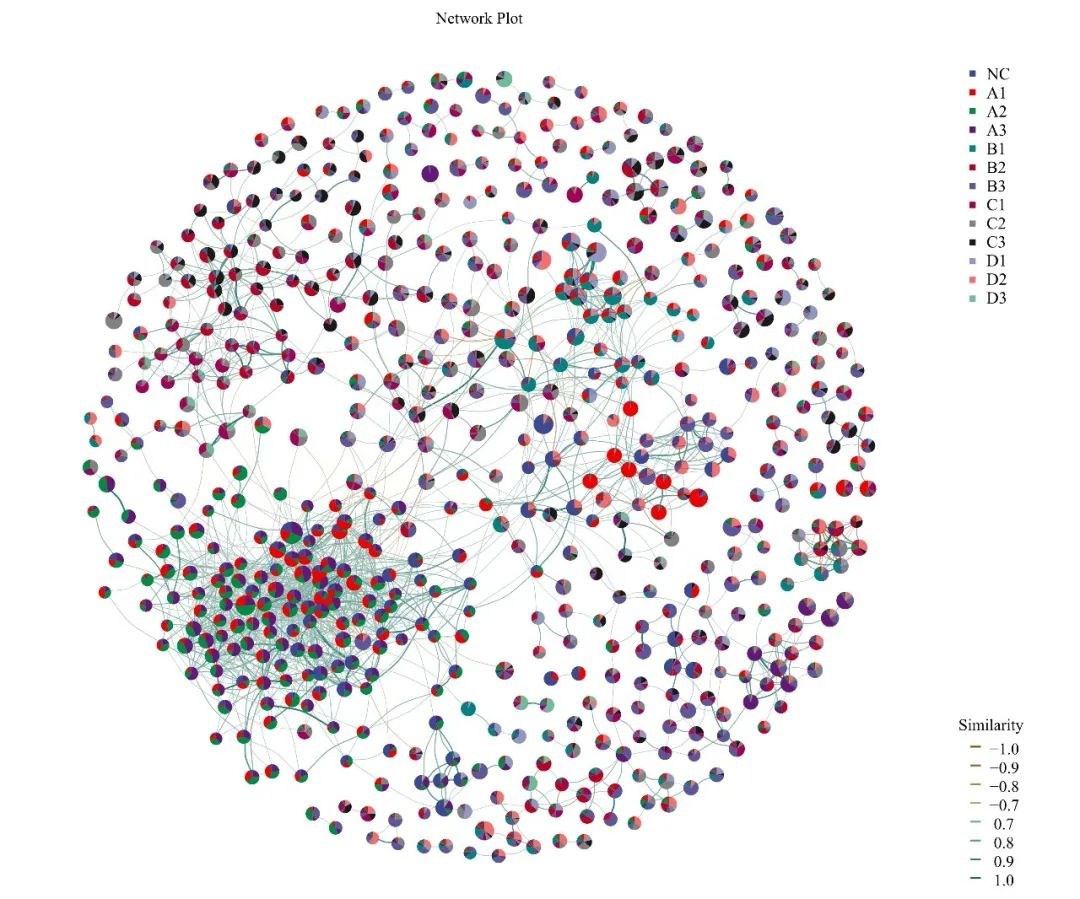 Network Plot
NC
A1
A2
A3
B1
B2
B3
C1
C2
C3
D1
D2
D3
Similarity
−1.0
−0.9
−0.8
−0.7
0.7
0.8
0.9
1.0